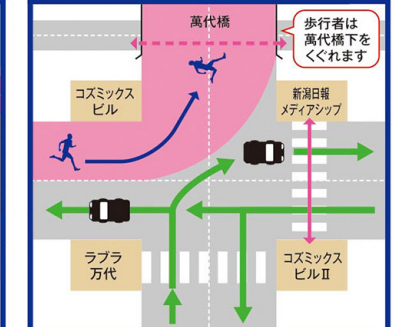 萬代橋
歩行者は
萬代橋下を
くぐれます
コズミックス
ビル
新潟日報
メディアシップ
ラブラ
万代
コズミックス
ビルⅡ